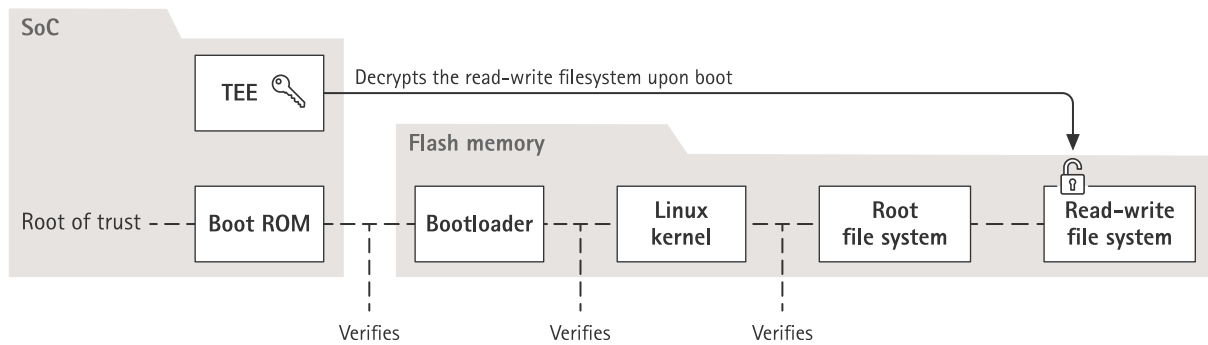 SoC
TEE
Decrypts the read-write filesystem upon boot
Flash memory
Root of trust
Boot ROM
Bootloader
Linux
kernel
Root
file system
Read-write
file system
Verifies
Verifies
Verifies